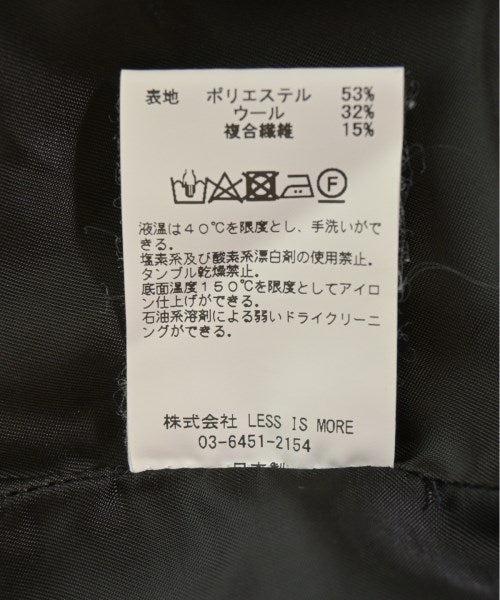 表地 ポリエステル 53%
ウール 32%
複合繊維 15%
F
液温は40℃を限度とし、手洗いができる。
塩素系及び酸素系漂白剤の使用禁止。
タンブル乾燥禁止。
底面温度150℃を限度としてアイロン仕上げができる。
石油系溶剤による弱いドライクリーニングができる。
株式会社 LESS IS MORE
03-6451-2154
日本製